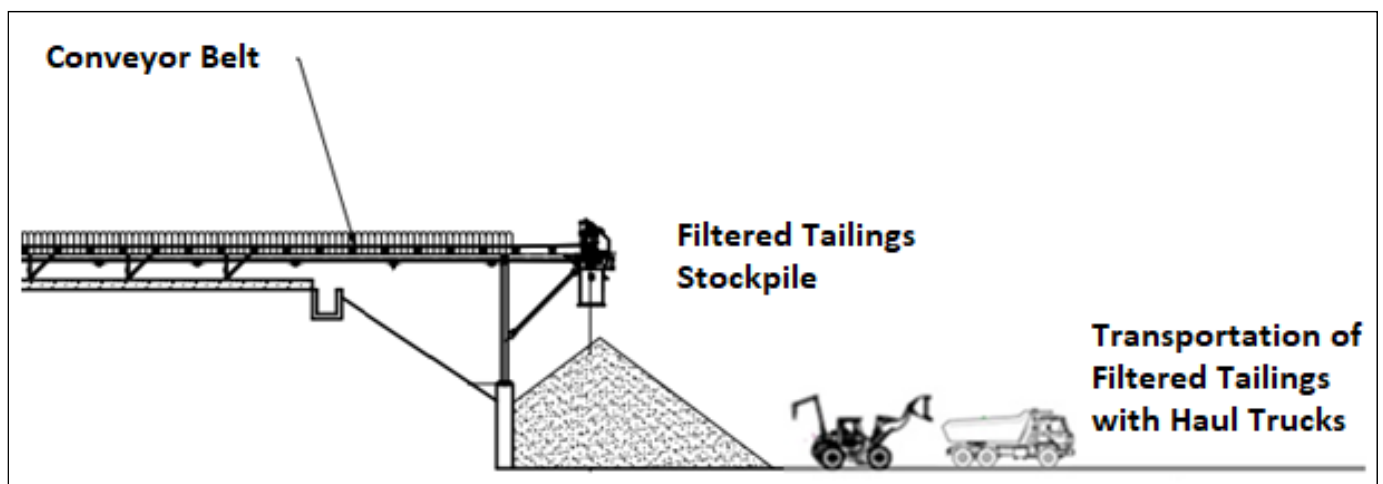 Conveyor Belt
Filtered Tailings
Stockpile
Transportation of
Filtered Tailings
with Haul Trucks